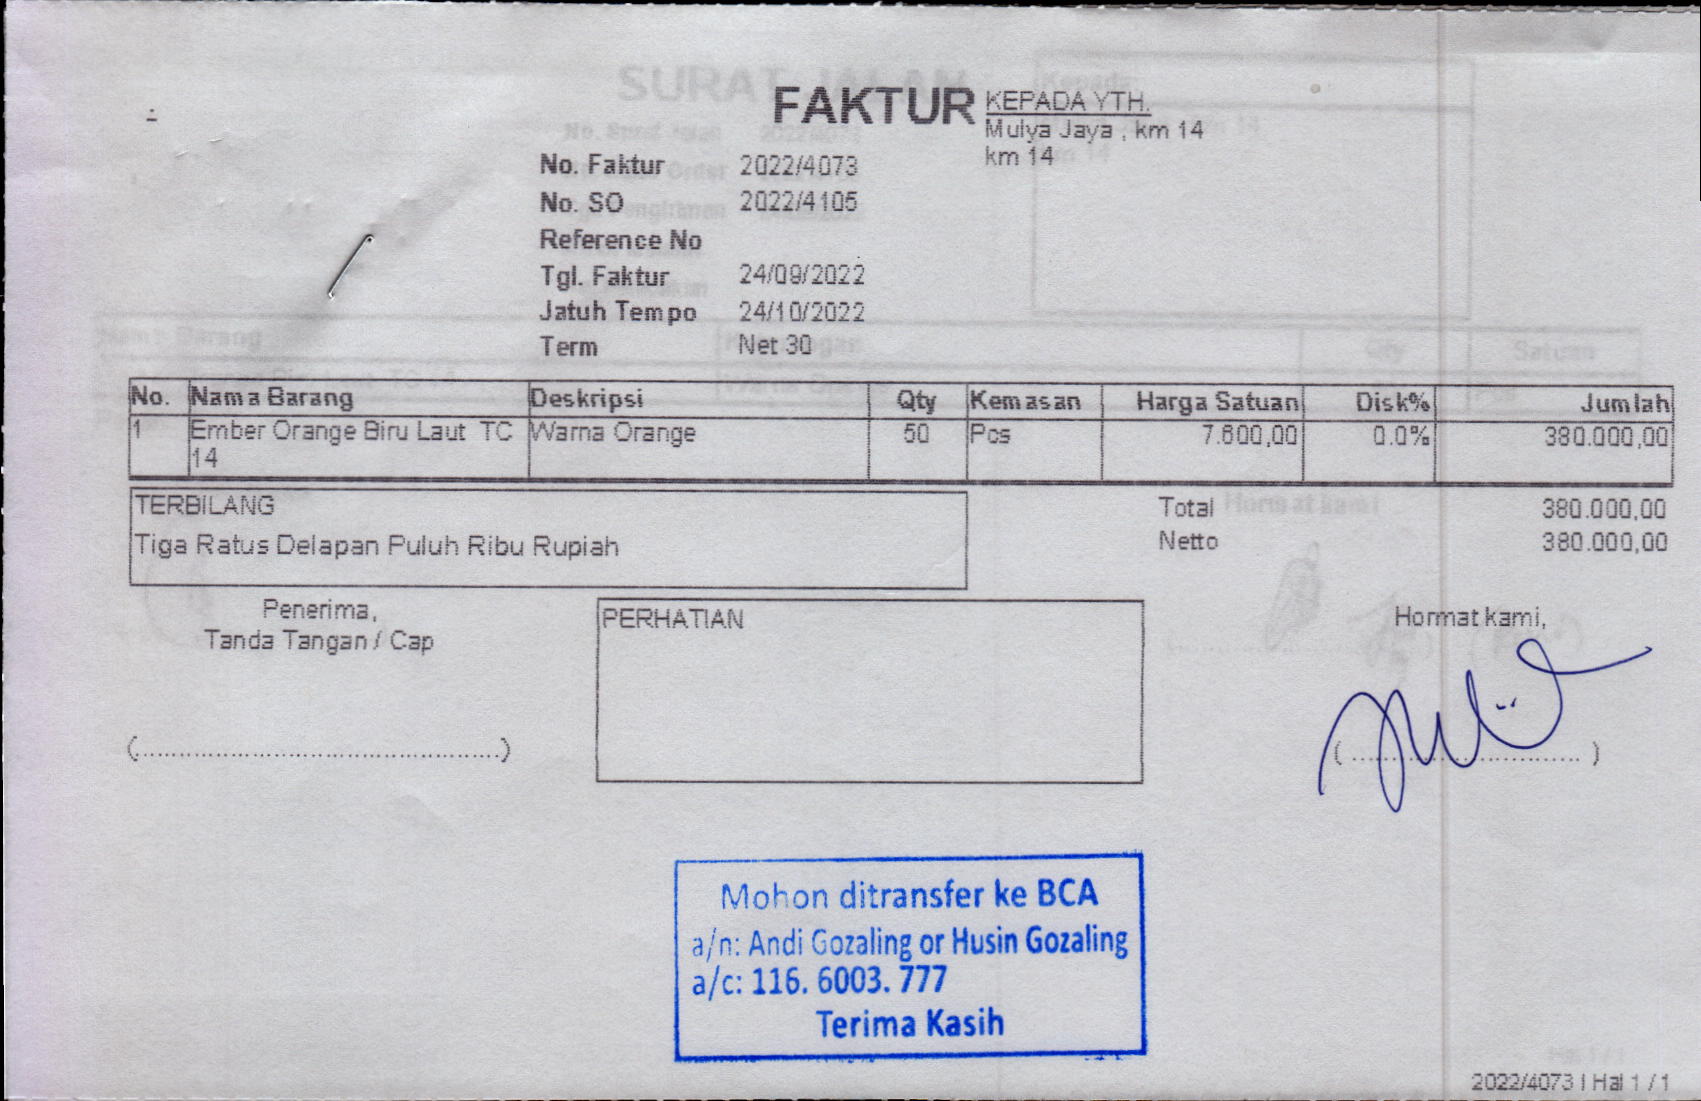 FAKTUR
KEPADA YTH.
Mulya Jaya , km 14
km 14
No. Faktur 2022/4073
No. SO 2022/4105
Reference No
Tgl. Faktur 24/09/2022
Jatuh Tempo 24/10/2022
Term Net 30
No. Nama Barang Deskripsi Qty Kemasan Harga Satuan Disk% Jumlah
1 Ember Orange Biru Laut TC Warna Orange 50 Pcs 7.600,00 0.0% 380.000,00
14
TERBILANG
Tiga Ratus Delapan Puluh Ribu Rupiah
Total 380.000,00
Netto 380.000,00
Penerima,
Tanda Tangan / Cap
PERHATIAN
Hormat kami,
(..................................................)
( .................................. )
Mohon ditransfer ke BCA
a/n: Andi Gozaling or Husin Gozaling
a/c: 116. 6003. 777
Terima Kasih
2022/4073 | Hal 1 / 1